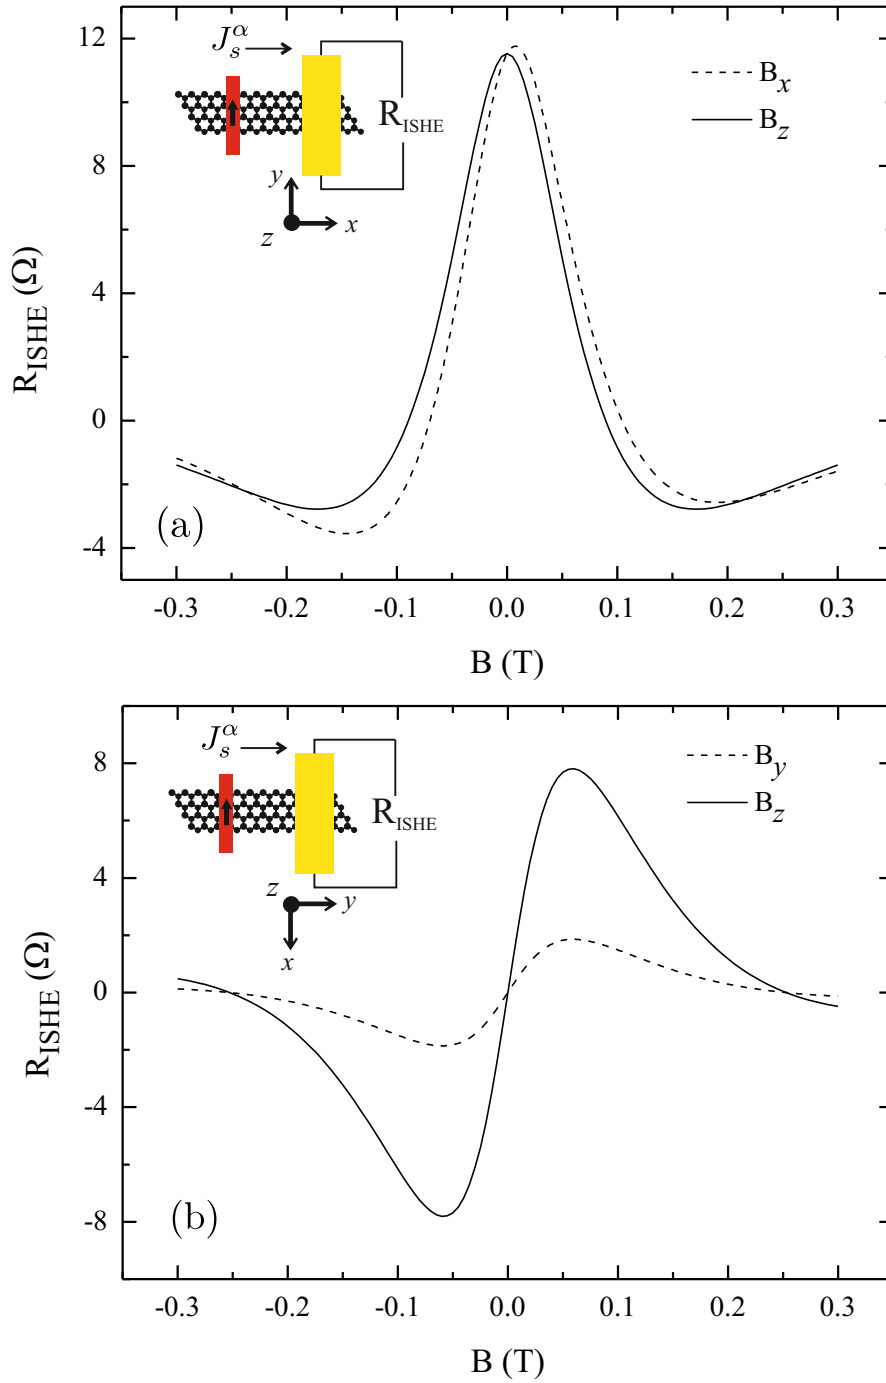 12
8
4
0
-4
R_ISHE (Ω)
J_s^α
R_ISHE
y
z
x
B_x
B_z
(a)
-0.3 -0.2 -0.1 0.0 0.1 0.2 0.3
B (T)
8
4
0
-4
-8
R_ISHE (Ω)
J_s^α
R_ISHE
z
y
x
B_y
B_z
(b)
-0.3 -0.2 -0.1 0.0 0.1 0.2 0.3
B (T)